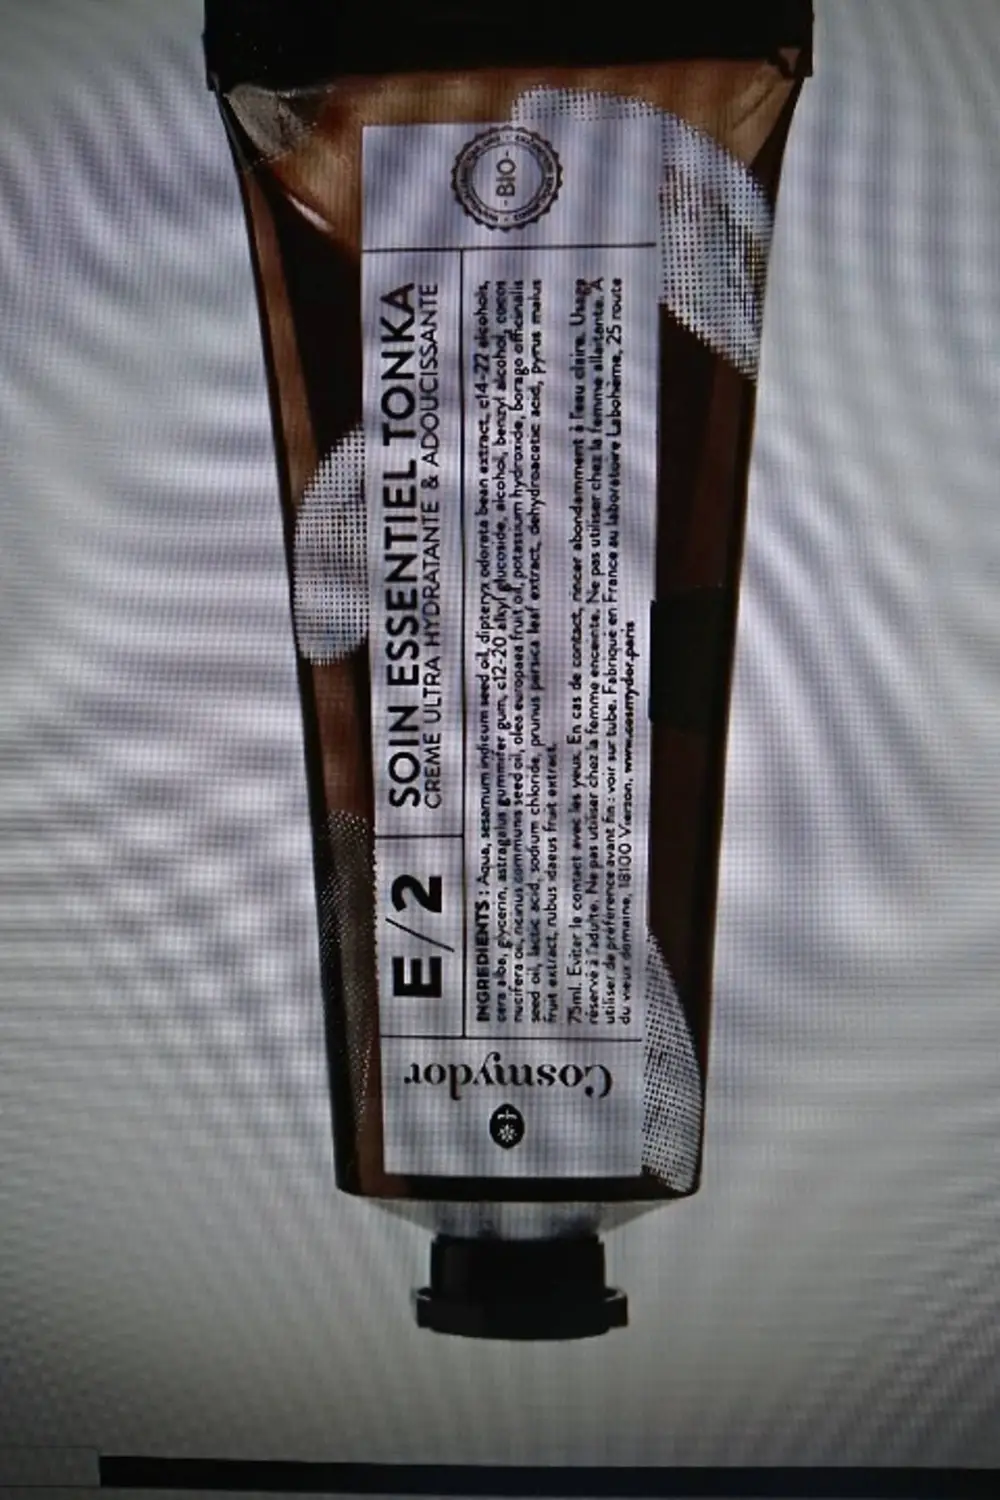 BIO
SOIN ESSENTIEL TONKA
CREME ULTRA HYDRATANTE & ADOUCISSANTE
E/2
INGREDIENTS : Aqua, sesamum indicum seed oil, dipteryx odorata bean extract, c14-22 alcohols,
cera alba, glycerin, astragalus gummifer gum, c12-20 alkyl glucoside, alcohol, benzyl alcohol, cocos
nucifera oil, ricinus communis seed oil, olea europaea fruit oil, potassium hydroxide, borago officinalis
seed oil, lactic acid, sodium chloride, prunus persica leaf extract, dehydroacetic acid, pyrus malus
fruit extract, rubus idaeus fruit extract.
75ml. Eviter le contact avec les yeux. En cas de contact, rincer abondamment à l'eau claire. Usage
réservé à l'adulte. Ne pas utiliser chez la femme enceinte. Ne pas utiliser chez la femme allaitante. A
utiliser de préférence avant fin : voir sur tube. Fabriqué en France au laboratoire Labohème, 25 route
du vieux domaine, 18100 Vierzon. www.cosmydor.paris
Cosmydor